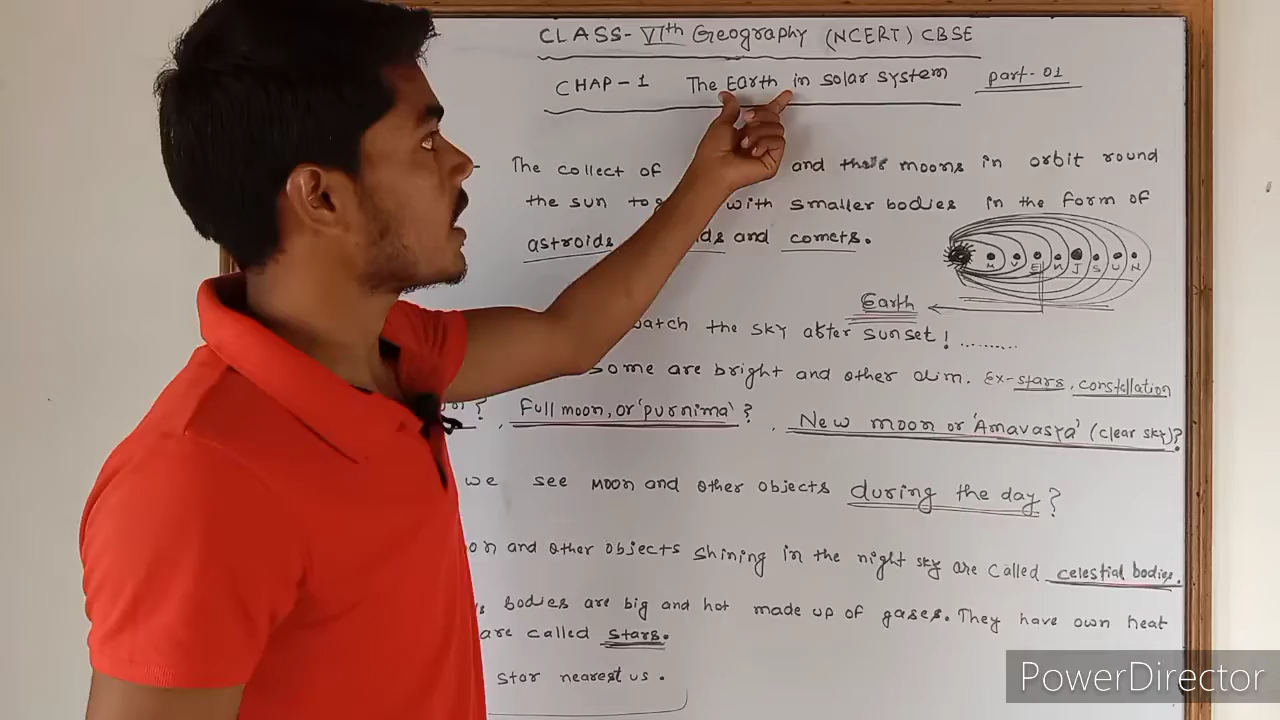 CLASS- VIth Geography (NCERT) CBSE
CHAP-1 The Earth in solar system part-01
- The collect of and their moons in orbit round
the sun with smaller bodies in the form of
astroids and comets.
M V E M J S U N
Earth
watch the sky after sunset! .........
some are bright and other dim. Ex- stars, constellation
? , Full moon, or 'purnima' ? , New moon or 'Amavasya' (clear sky)?
we see moon and other objects during the day?
and other objects shining in the night sky are called celestial bodies.
bodies are big and hot made up of gases. They have own heat
are called stars.
star nearest us.
PowerDirector